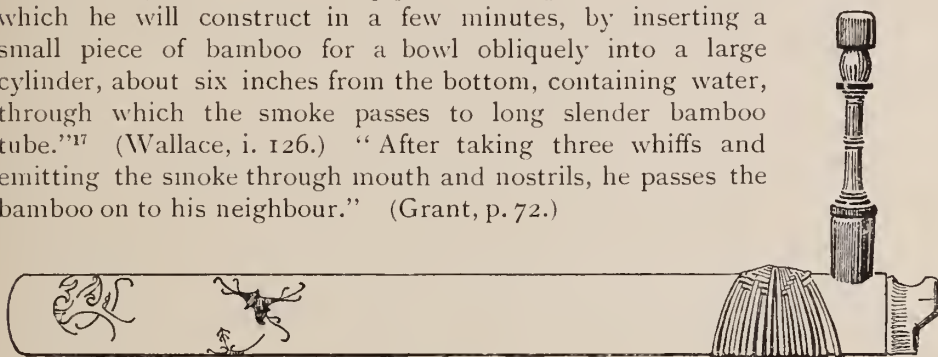 which he will construct in a few minutes, by inserting a
small piece of bamboo for a bowl obliquely into a large
cylinder, about six inches from the bottom, containing water,
through which the smoke passes to long slender bamboo
tube."17 (Wallace, i. 126.) "After taking three whiffs and
emitting the smoke through mouth and nostrils, he passes the
bamboo on to his neighbour." (Grant, p. 72.)